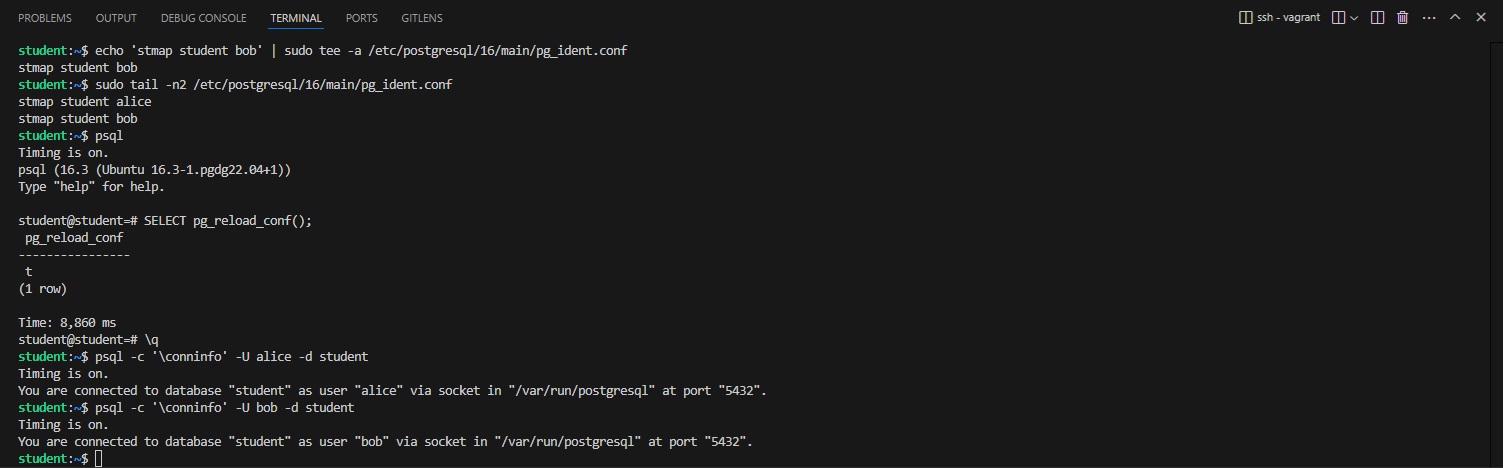 PROBLEMS OUTPUT DEBUG CONSOLE TERMINAL PORTS GITLENS ssh - vagrant
student:~$ echo 'stmap student bob' | sudo tee -a /etc/postgresql/16/main/pg_ident.conf
stmap student bob
student:~$ sudo tail -n2 /etc/postgresql/16/main/pg_ident.conf
stmap student alice
stmap student bob
student:~$ psql
Timing is on.
psql (16.3 (Ubuntu 16.3-1.pgdg22.04+1))
Type "help" for help.
student@student=# SELECT pg_reload_conf();
pg_reload_conf
----------------
t
(1 row)
Time: 8,860 ms
student@student=# \q
student:~$ psql -c '\conninfo' -U alice -d student
Timing is on.
You are connected to database "student" as user "alice" via socket in "/var/run/postgresql" at port "5432".
student:~$ psql -c '\conninfo' -U bob -d student
Timing is on.
You are connected to database "student" as user "bob" via socket in "/var/run/postgresql" at port "5432".
student:~$